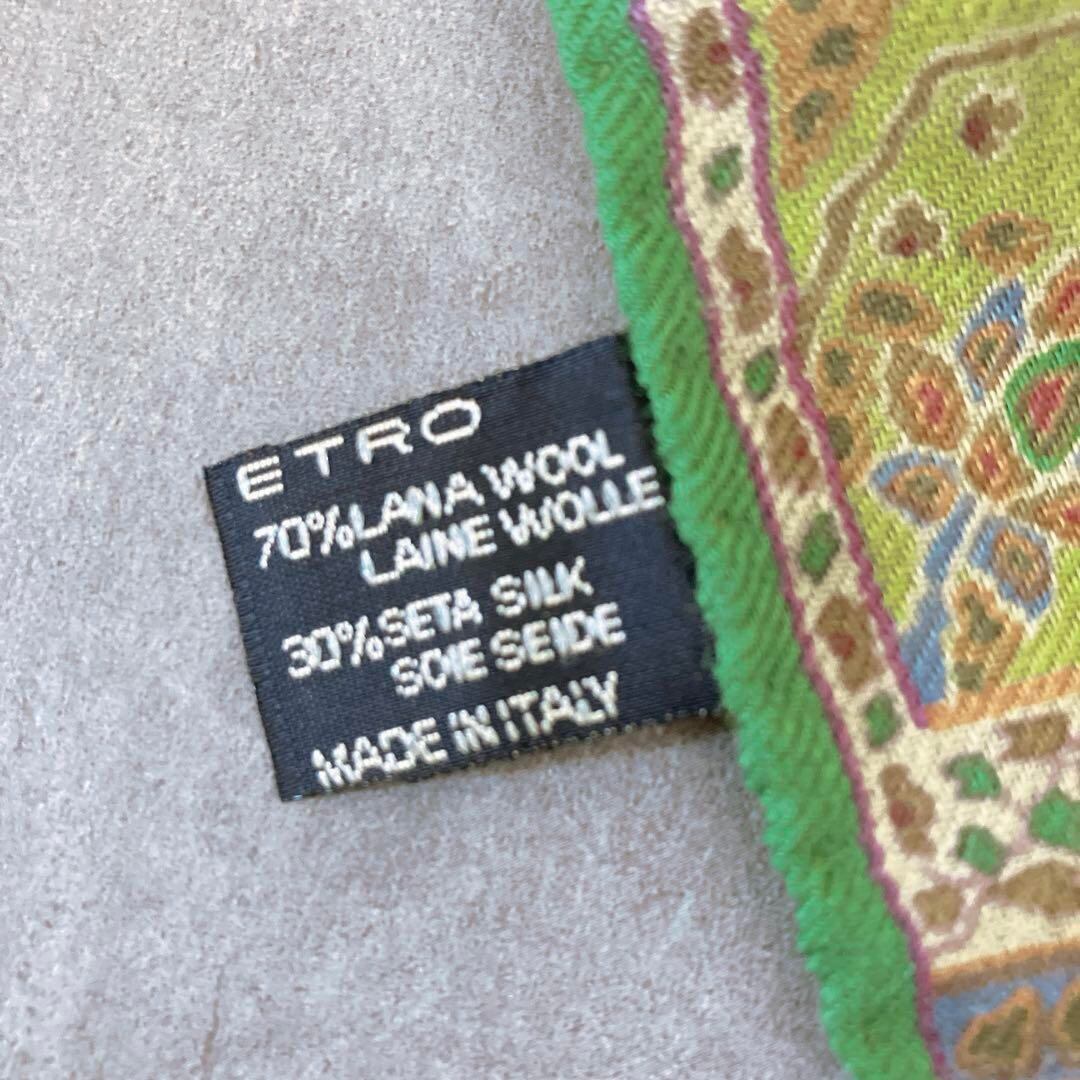 ETRO
70%LANA WOOL
LAINE WOLLE
30%SETA SILK
SOIE SEIDE
MADE IN ITALY